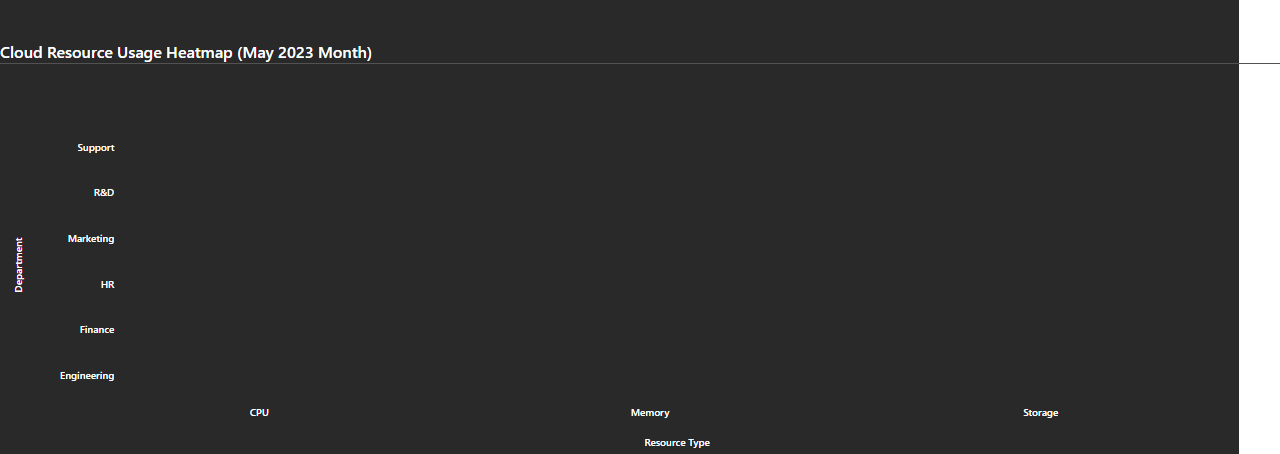 Cloud Resource Usage Heatmap (May 2023 Month)
Support
R&D
Marketing
Department
HR
Finance
Engineering
CPU
Memory
Storage
Resource Type